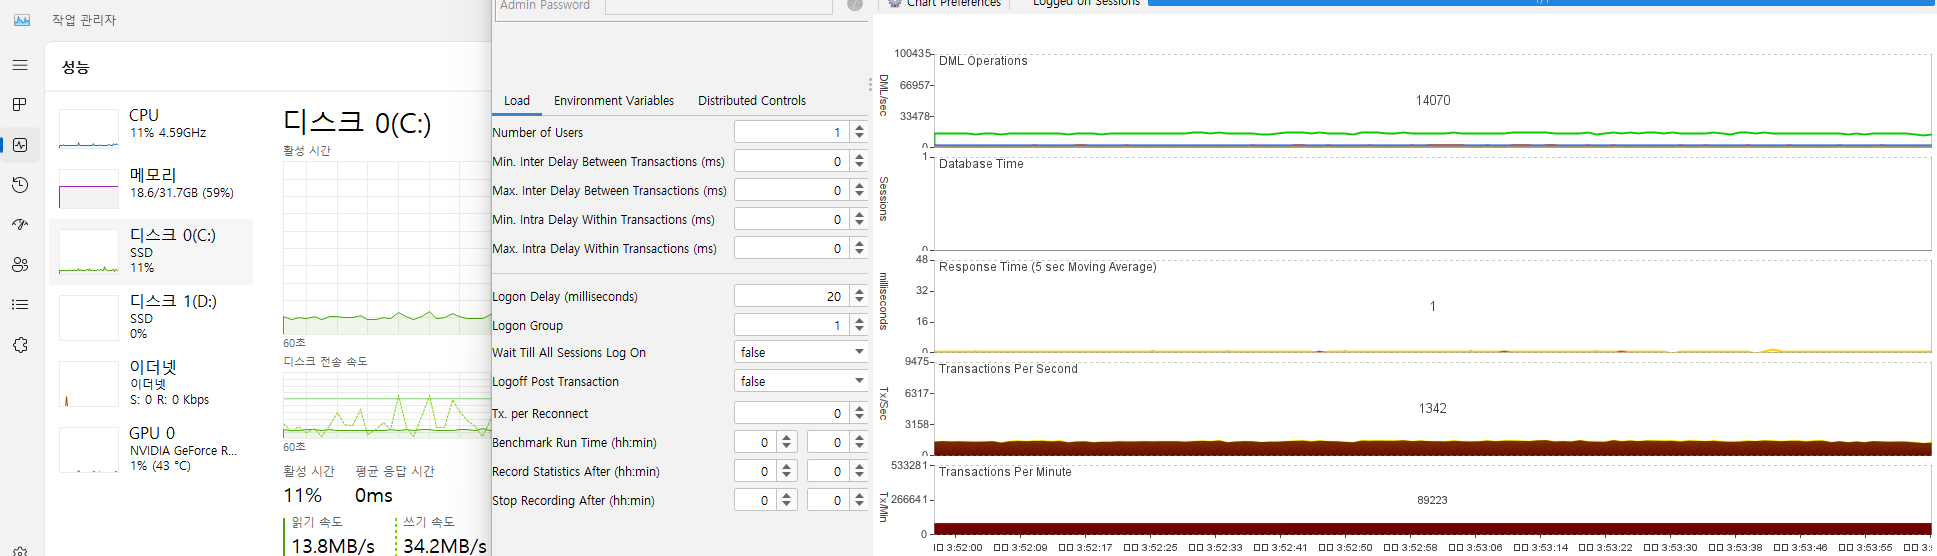 작업 관리자
성능
CPU
11% 4.59GHz
메모리
18.6/31.7GB (59%)
디스크 0(C:)
SSD
11%
디스크 1(D:)
SSD
0%
이더넷
이더넷
S: 0 R: 0 Kbps
GPU 0
NVIDIA GeForce R...
1% (43 °C)
디스크 0(C:)
활성 시간
60초
디스크 전송 속도
60초
활성 시간 평균 응답 시간
11% 0ms
읽기 속도 쓰기 속도
13.8MB/s 34.2MB/s
Admin Password
Load Environment Variables Distributed Controls
Number of Users 1
Min. Inter Delay Between Transactions (ms) 0
Max. Inter Delay Between Transactions (ms) 0
Min. Intra Delay Within Transactions (ms) 0
Max. Intra Delay Within Transactions (ms) 0
Logon Delay (milliseconds) 20
Logon Group 1
Wait Till All Sessions Log On false
Logoff Post Transaction false
Tx. per Reconnect 0
Benchmark Run Time (hh:min) 0 0
Record Statistics After (hh:min) 0 0
Stop Recording After (hh:min) 0 0
Chart Preferences Logged on Sessions
DML Operations
DML/sec
100435
66957
33478
0
14070
Database Time
Sessions
1
0
Response Time (5 sec Moving Average)
milliseconds
48
32
16
0
1
Transactions Per Second
Tx/Sec
9475
6317
3158
0
1342
Transactions Per Minute
Tx/Min
533281
266641
0
89223
3:52:00 3:52:09 3:52:17 3:52:25 3:52:33 3:52:41 3:52:50 3:52:58 3:53:06 3:53:14 3:53:22 3:53:30 3:53:38 3:53:46 3:53:55